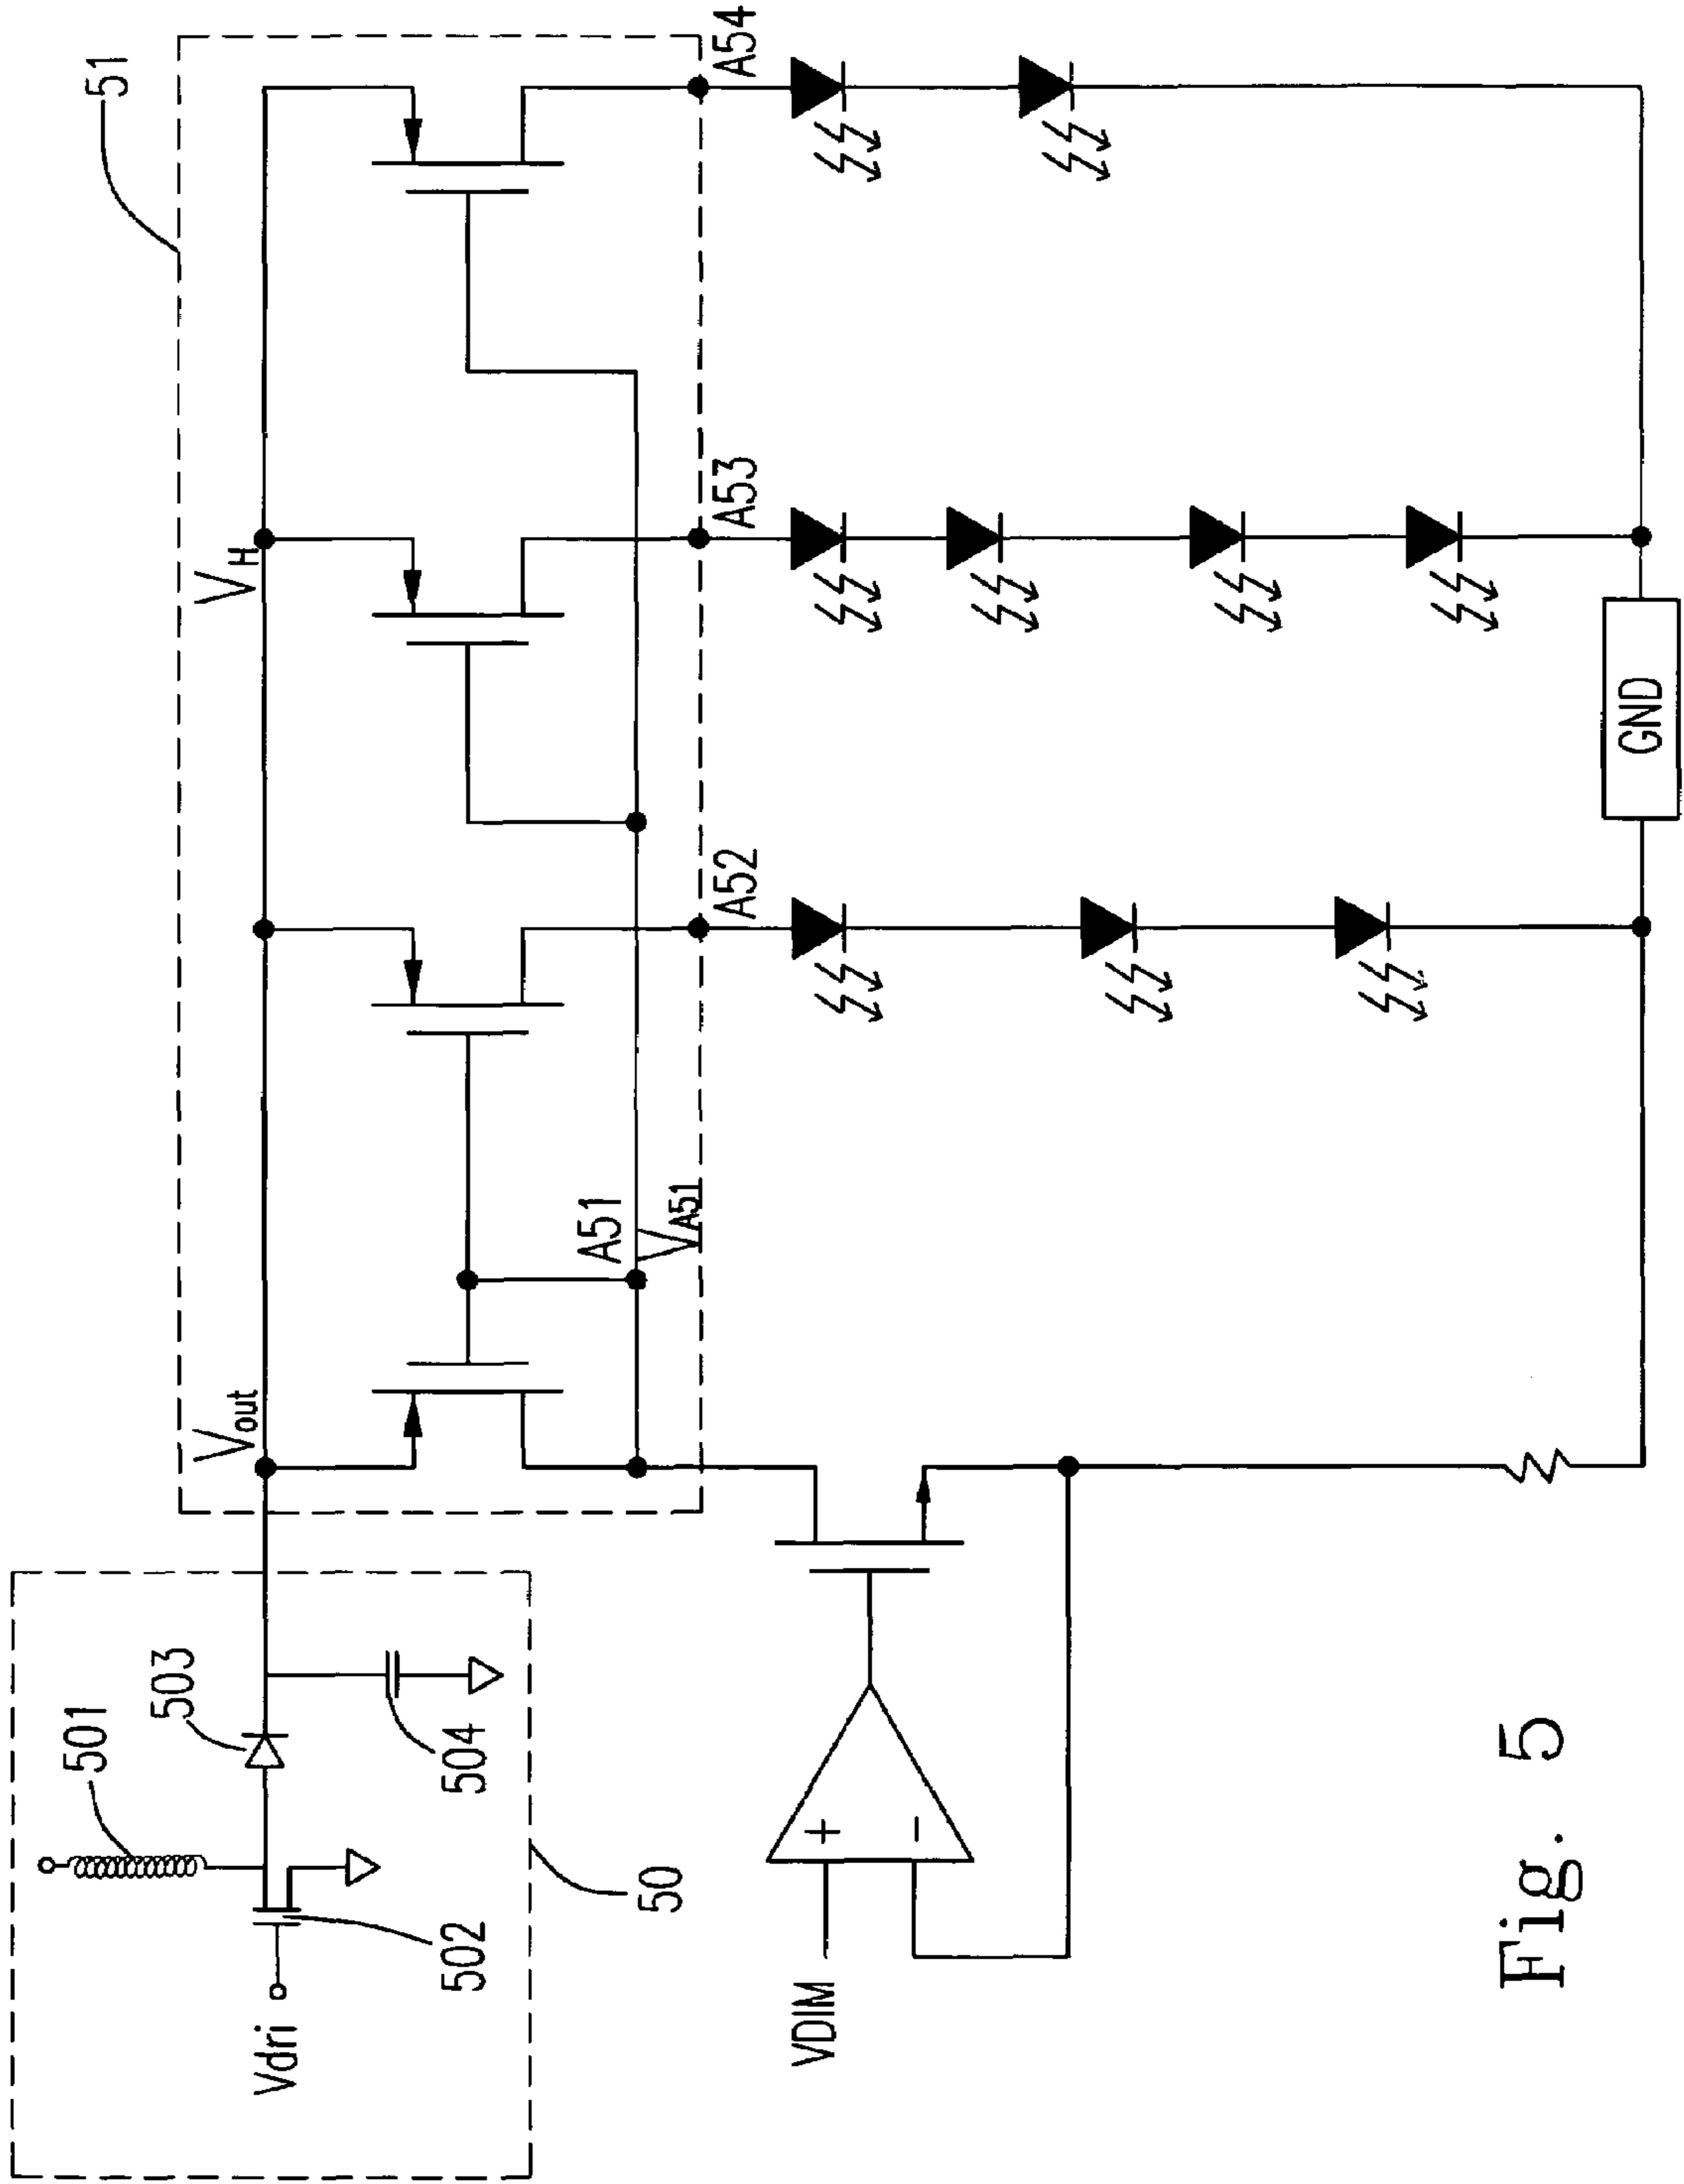 51
Vout
VH
A51
VA51
A52
A53
A54
501
503
502
504
Vdri
50
VDIM
+
-
GND
Fig. 5